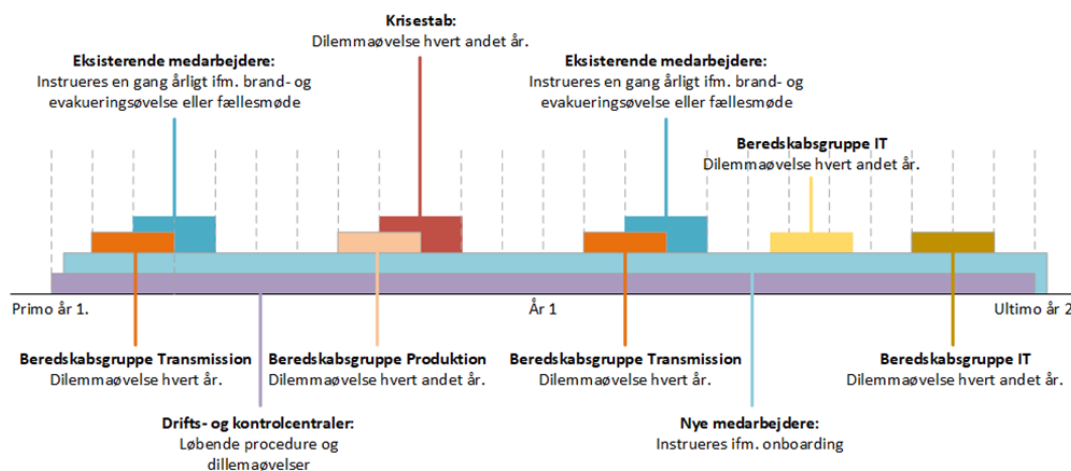 Krisestab:
Dilemmaøvelse hvert andet år.
Eksisterende medarbejdere:
Instrueres en gang årligt ifm. brand- og
evakueringsøvelse eller fællesmøde
Eksisterende medarbejdere:
Instrueres en gang årligt ifm. brand- og
evakueringsøvelse eller fællesmøde
Beredskabsgruppe IT
Dilemmaøvelse hvert andet år.
Primo år 1.
År 1
Ultimo år 2
Beredskabsgruppe Transmission
Dilemmaøvelse hvert år.
Beredskabsgruppe Produktion
Dilemmaøvelse hvert andet år.
Beredskabsgruppe Transmission
Dilemmaøvelse hvert år.
Beredskabsgruppe IT
Dilemmaøvelse hvert andet år.
Drifts- og kontrolcentraler:
Løbende procedure og
dillemaøvelser
Nye medarbejdere:
Instrueres ifm. onboarding